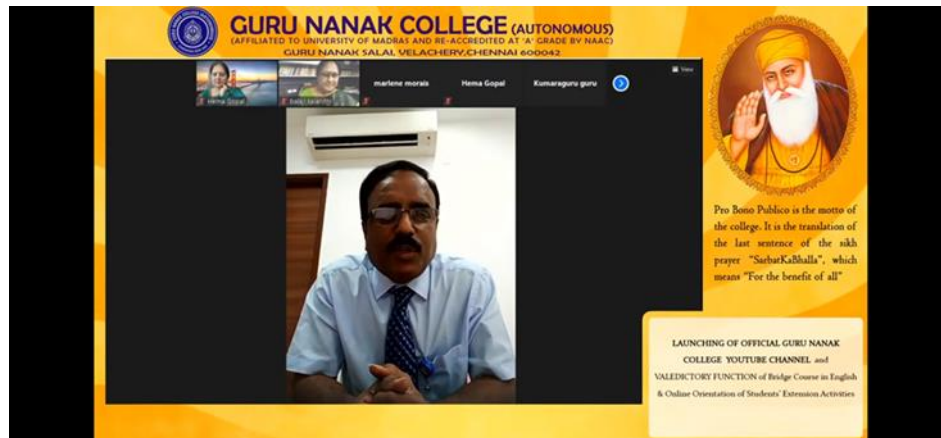 GURU NANAK COLLEGE (AUTONOMOUS)
(AFFILIATED TO UNIVERSITY OF MADRAS AND RE-ACCREDITED AT 'A' GRADE BY NAAC)
GURU NANAK SALAI, VELACHERY, CHENNAI 600042
View
marlene morais
Hema Gopal
Kumaraguru guru
Hema Gopal
Pro Bono Publico is the motto of
the college. It is the translation of
the last sentence of the sikh
prayer "SarbatKaBhalla", which
means "For the benefit of all"
LAUNCHING OF OFFICIAL GURU NANAK
COLLEGE YOUTUBE CHANNEL and
VALEDICTORY FUNCTION of Bridge Course in English
& Online Orientation of Students' Extension Activities